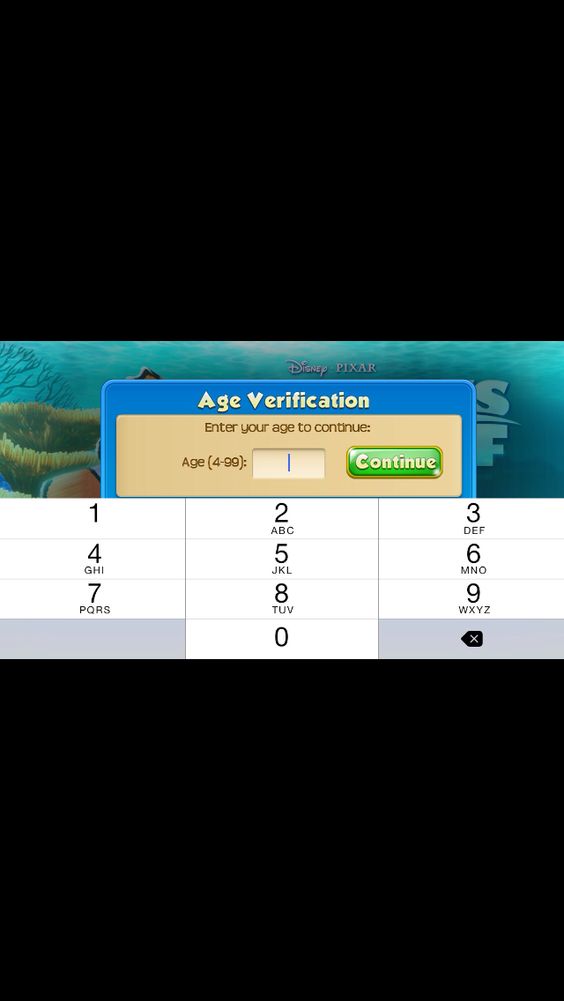 Disney · PIXAR
Age Verification
Enter your age to continue:
Age (4-99):
Continue
1
2
ABC
3
DEF
4
GHI
5
JKL
6
MNO
7
PQRS
8
TUV
9
WXYZ
0